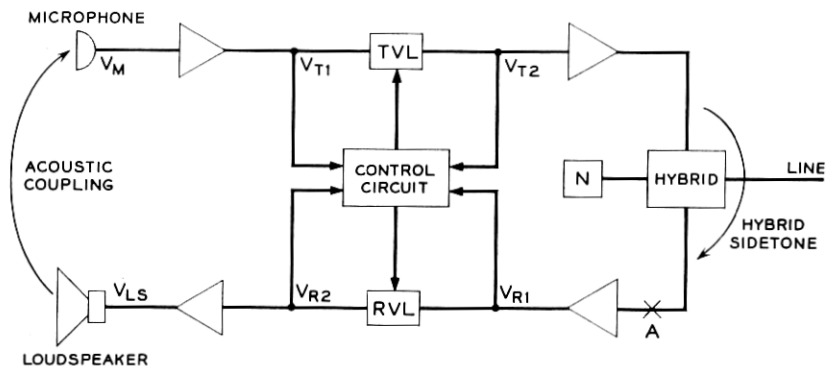 MICROPHONE
V_M
V_T1
TVL
V_T2
ACOUSTIC
COUPLING
CONTROL
CIRCUIT
N
HYBRID
LINE
HYBRID
SIDETONE
V_LS
V_R2
RVL
V_R1
A
LOUDSPEAKER